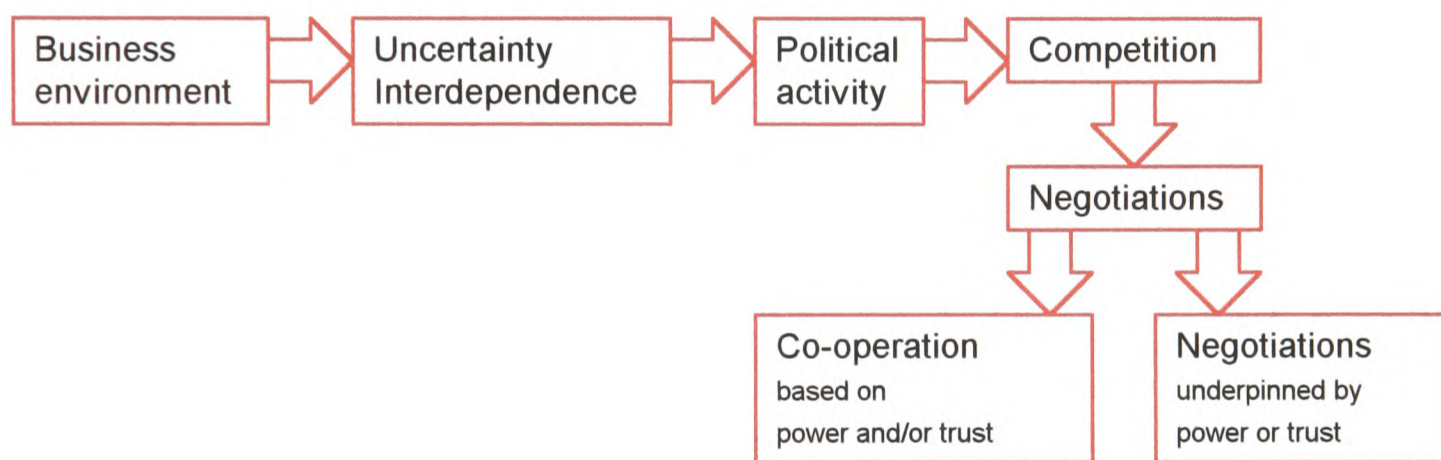 Business
environment
Uncertainty
Interdependence
Political
activity
Competition
Negotiations
Co-operation
based on
power and/or trust
Negotiations
underpinned by
power or trust